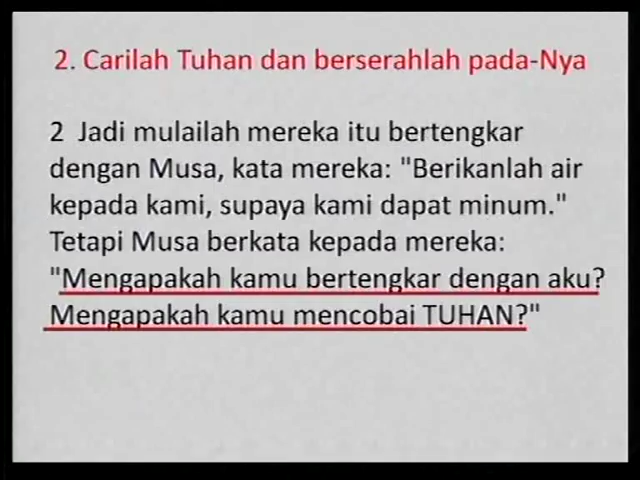 2. Carilah Tuhan dan berserahlah pada-Nya
2 Jadi mulailah mereka itu bertengkar
dengan Musa, kata mereka: "Berikanlah air
kepada kami, supaya kami dapat minum."
Tetapi Musa berkata kepada mereka:
"Mengapakah kamu bertengkar dengan aku?
Mengapakah kamu mencobai TUHAN?"